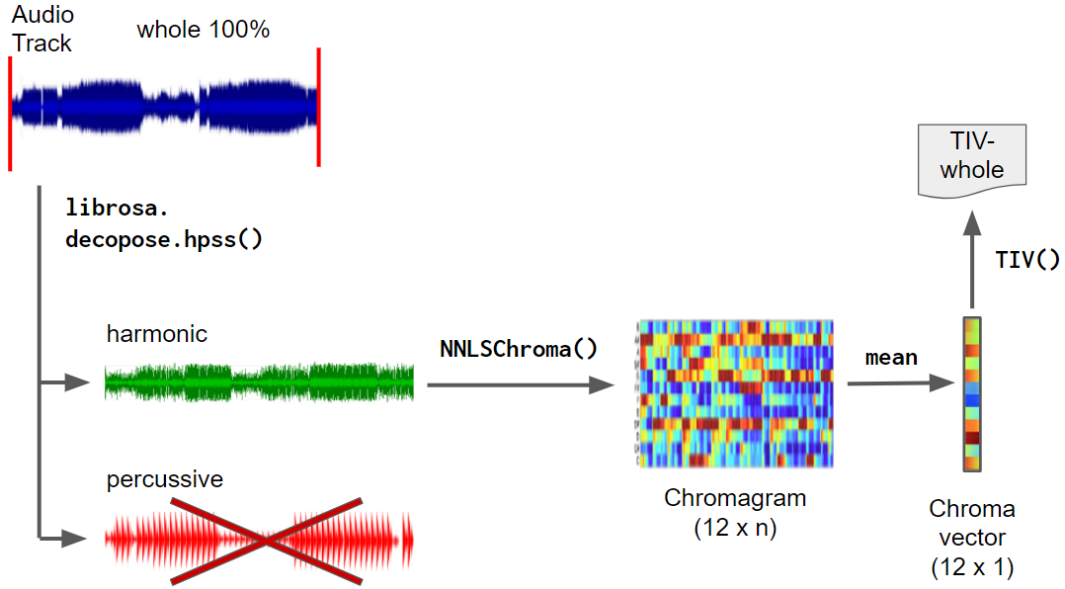 Audio
Track
whole 100%
librosa.
decopose.hpss()
harmonic
percussive
NNLSChroma()
Chromagram
(12 x n)
mean
Chroma
vector
(12 x 1)
TIV()
TIV-
whole